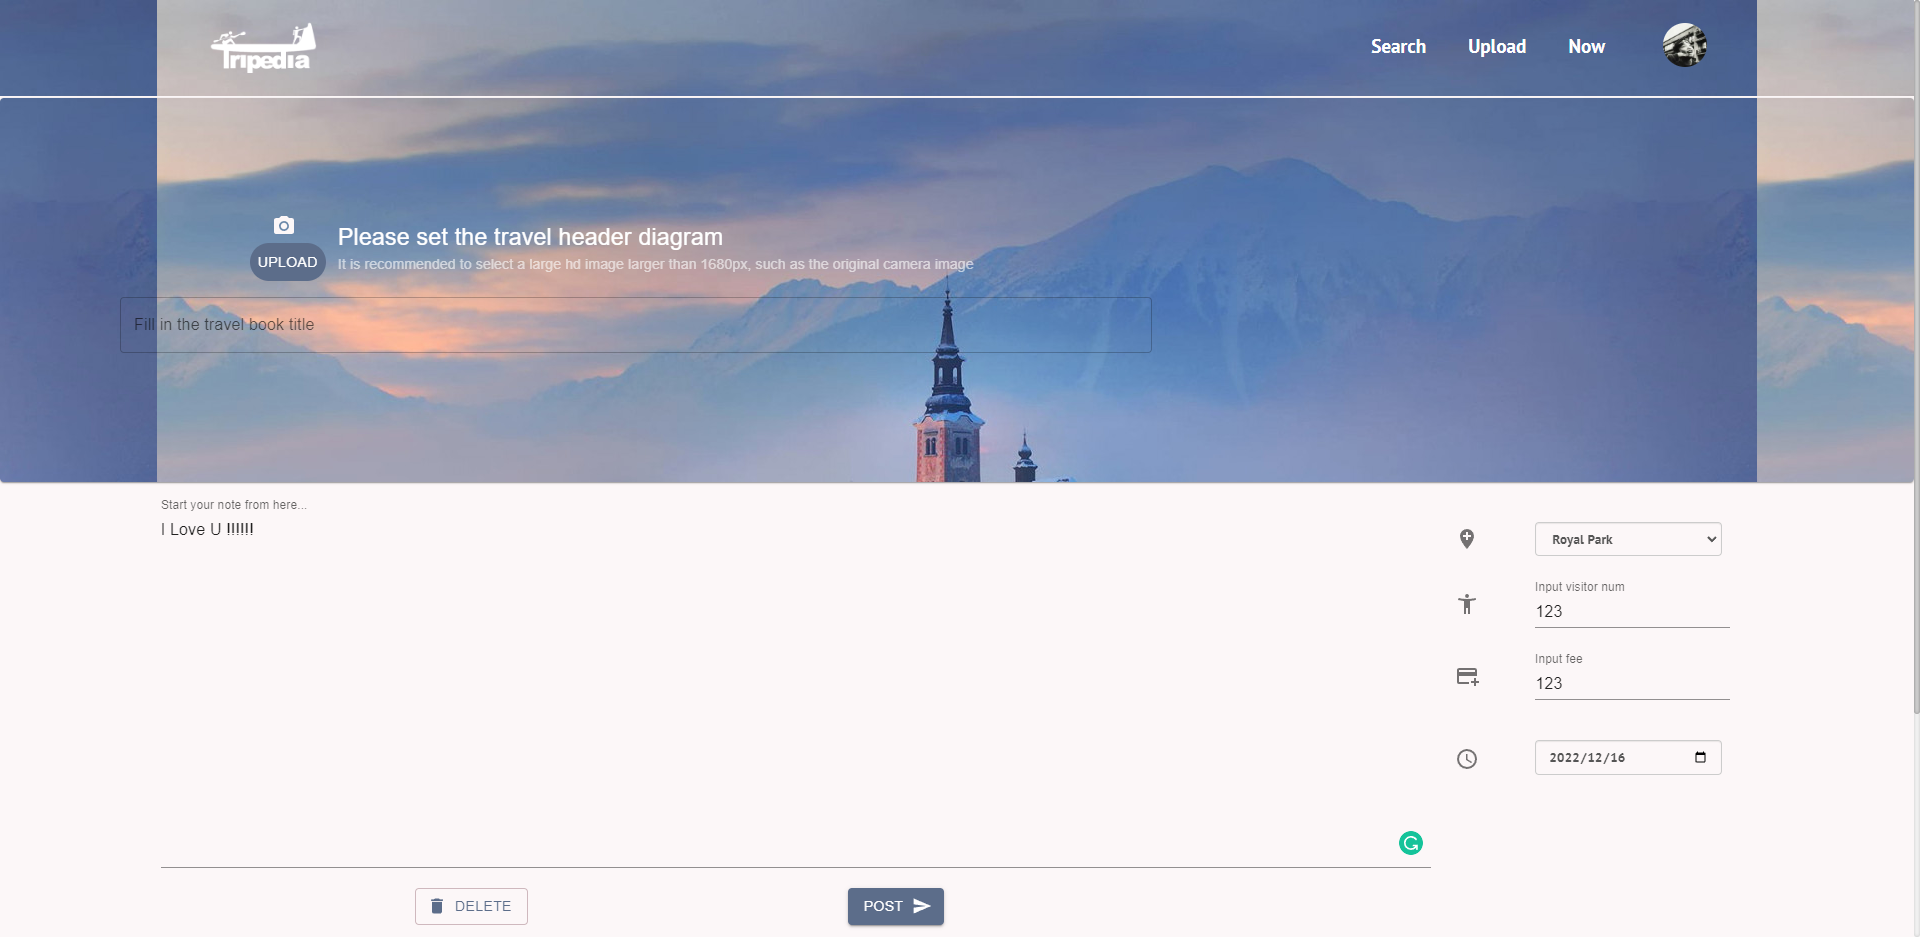 Tripedia
Search
Upload
Now
Please set the travel header diagram
UPLOAD
It is recommended to select a large hd image larger than 1680px, such as the original camera image
Fill in the travel book title
Start your note from here...
I Love U !!!!!!
Royal Park
Input visitor num
123
Input fee
123
2022/12/16
DELETE
POST